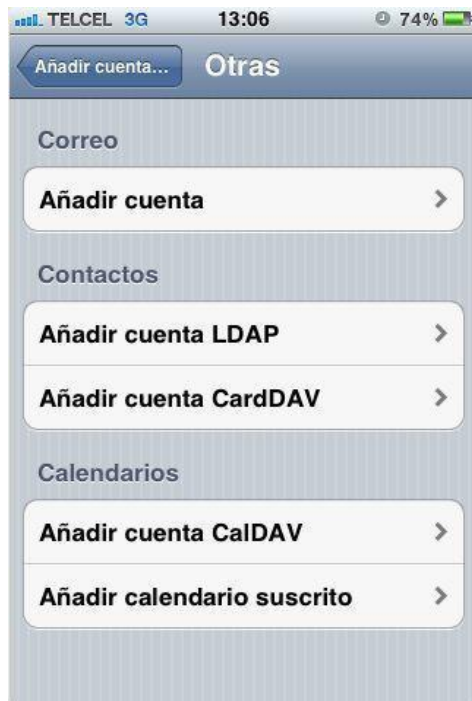 TELCEL 3G 13:06 74%
Añadir cuenta... Otras
Correo
Añadir cuenta
Contactos
Añadir cuenta LDAP
Añadir cuenta CardDAV
Calendarios
Añadir cuenta CalDAV
Añadir calendario suscrito